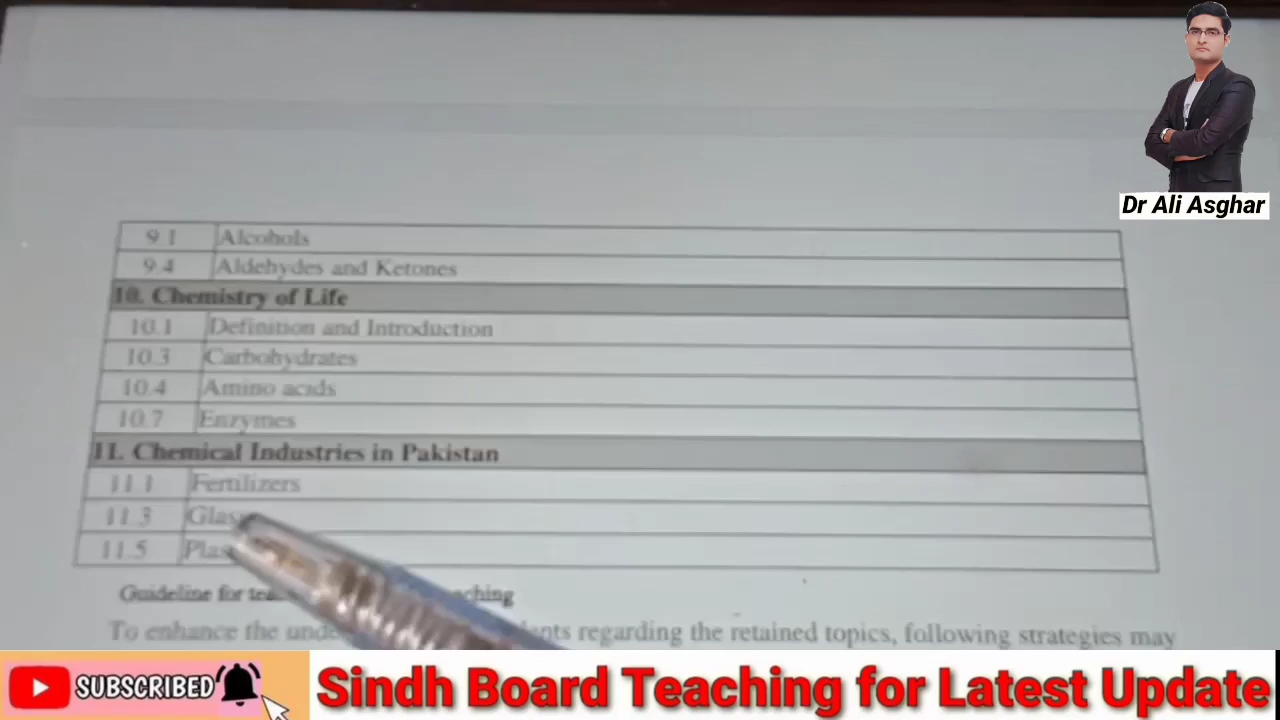 Dr Ali Asghar
9.1 Alcohols
9.4 Aldehydes and Ketones
10. Chemistry of Life
10.1 Definition and Introduction
10.3 Carbohydrates
10.4 Amino acids
10.7 Enzymes
11. Chemical Industries in Pakistan
11.1 Fertilizers
11.3
11.5
Guideline for
To enhance the regarding the retained topics, following strategies may
SUBSCRIBED Sindh Board Teaching for Latest Update